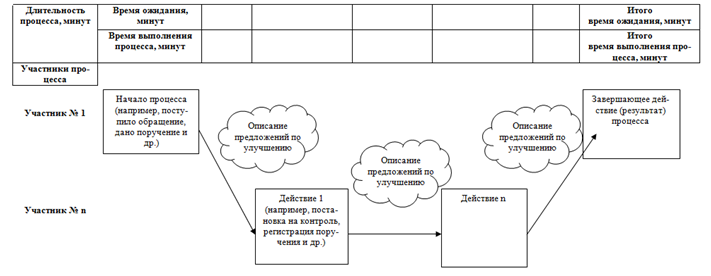 Длительность
процесса, минут
Время ожидания,
минут
Итого
время ожидания, минут
Время выполнения
процесса, минут
Итого
время выполнения про-
цесса, минут
Участники про-
цесса
Участник № 1
Начало процесса
(например, посту-
пило обращение,
дано поручение и
др.)
Описание
предложений по
улучшению
Описание
предложений по
улучшению
Описание
предложений по
улучшению
Завершающее дей-
ствие (результат)
процесса
Участник № n
Действие 1
(например, поста-
новка на контроль,
регистрация пору-
чения и др.)
Действие n